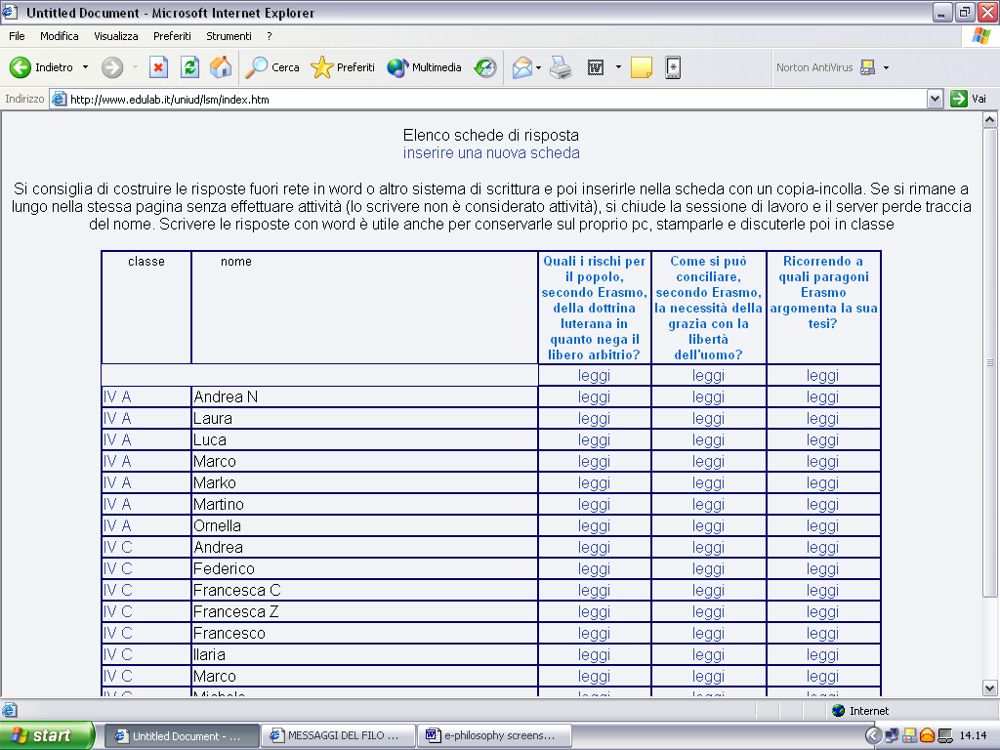 Untitled Document - Microsoft Internet Explorer
File Modifica Visualizza Preferiti Strumenti ?
Indietro Cerca Preferiti Multimedia Norton AntiVirus
Indirizzo http://www.edulab.it/uniud/lsm/index.htm Vai
Elenco schede di risposta
inserire una nuova scheda
Si consiglia di costruire le risposte fuori rete in word o altro sistema di scrittura e poi inserirle nella scheda con un copia-incolla. Se si rimane a
lungo nella stessa pagina senza effettuare attività (lo scrivere non è considerato attività), si chiude la sessione di lavoro e il server perde traccia
del nome. Scrivere le risposte con word è utile anche per conservarle sul proprio pc, stamparle e discuterle poi in classe
classe nome
Quali i rischi per
il popolo,
secondo Erasmo,
della dottrina
luterana in
quanto nega il
libero arbitrio?
Come si può
conciliare,
secondo Erasmo,
la necessità della
grazia con la
libertà
dell'uomo?
Ricorrendo a
quali paragoni
Erasmo
argomenta la sua
tesi?
leggi leggi leggi
IV A Andrea N leggi leggi leggi
IV A Laura leggi leggi leggi
IV A Luca leggi leggi leggi
IV A Marco leggi leggi leggi
IV A Marko leggi leggi leggi
IV A Martino leggi leggi leggi
IV A Ornella leggi leggi leggi
IV C Andrea leggi leggi leggi
IV C Federico leggi leggi leggi
IV C Francesca C leggi leggi leggi
IV C Francesca Z leggi leggi leggi
IV C Francesco leggi leggi leggi
IV C Ilaria leggi leggi leggi
IV C Marco leggi leggi leggi
Internet
start Untitled Document - ... MESSAGGI DEL FILO ... e-philosophy screens... 14.14